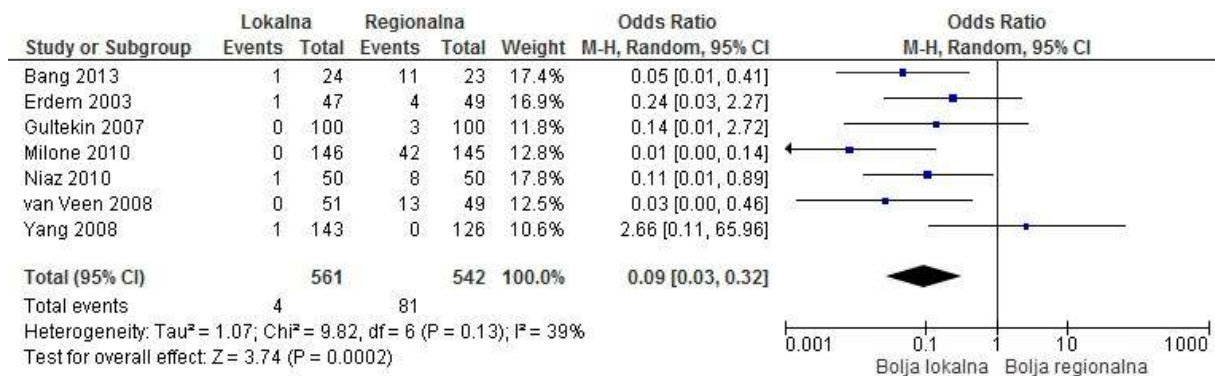 Lokalna Regionalna Odds Ratio Odds Ratio
Study or Subgroup Events Total Events Total Weight M-H, Random, 95% CI M-H, Random, 95% CI
Bang 2013 1 24 11 23 17.4% 0.05 [0.01, 0.41]
Erdem 2003 1 47 4 49 16.9% 0.24 [0.03, 2.27]
Gultekin 2007 0 100 3 100 11.8% 0.14 [0.01, 2.72]
Milone 2010 0 146 42 145 12.8% 0.01 [0.00, 0.14]
Niaz 2010 1 50 8 50 17.8% 0.11 [0.01, 0.89]
van Veen 2008 0 51 13 49 12.5% 0.03 [0.00, 0.46]
Yang 2008 1 143 0 126 10.6% 2.66 [0.11, 65.96]
Total (95% CI) 561 542 100.0% 0.09 [0.03, 0.32]
Total events 4 81
Heterogeneity: Tau² = 1.07; Chi² = 9.82, df = 6 (P = 0.13); I² = 39%
Test for overall effect: Z = 3.74 (P = 0.0002)
0.001 0.1 1 10 1000
Bolja lokalna Bolja regionalna